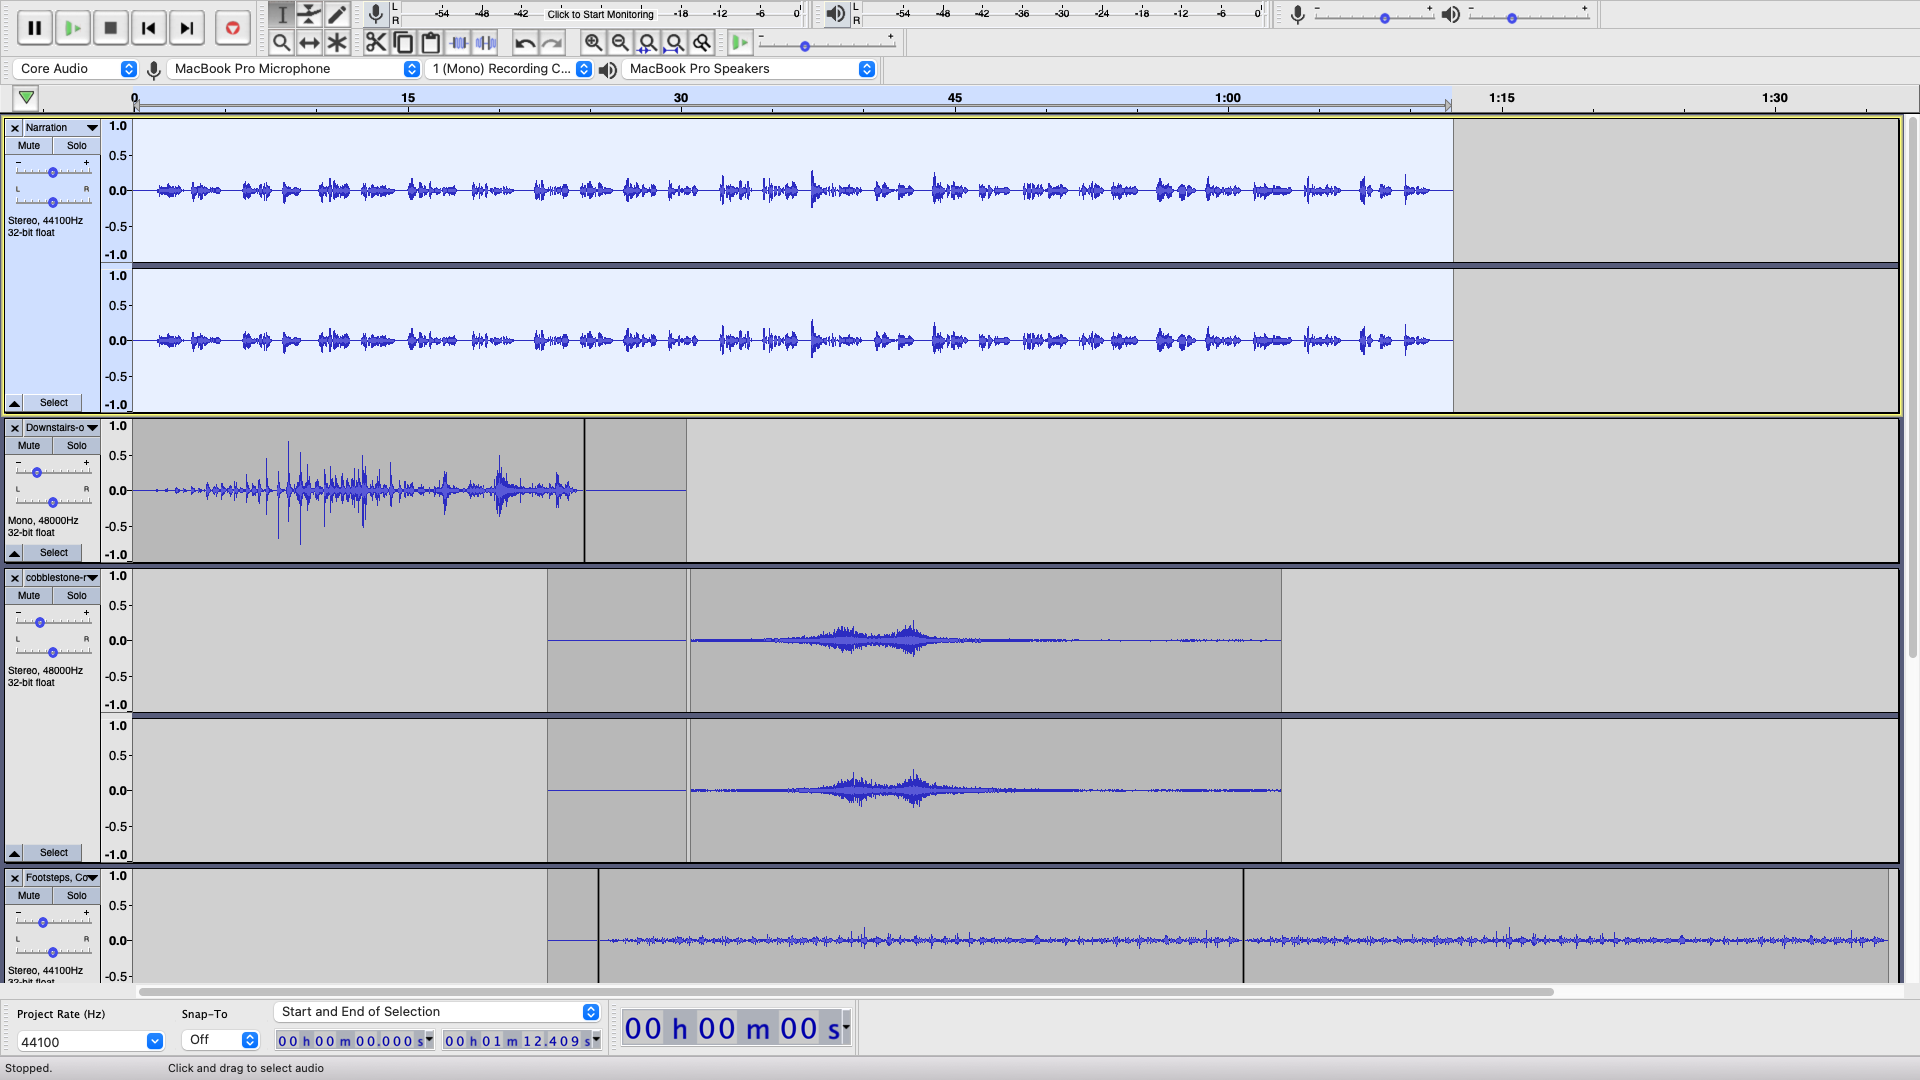 L
R
-54 -48 -42 Click to Start Monitoring -18 -12 -6 0
L
R
-54 -48 -42 -36 -30 -24 -18 -12 -6 0
- +
- +
- +
Core Audio MacBook Pro Microphone 1 (Mono) Recording C... MacBook Pro Speakers
0 15 30 45 1:00 1:15 1:30
Narration
Mute Solo
- +
L R
Stereo, 44100Hz
32-bit float
Select
1.0
0.5
0.0
-0.5
-1.0
1.0
0.5
0.0
-0.5
-1.0
Downstairs-o
Mute Solo
- +
L R
Mono, 48000Hz
32-bit float
Select
1.0
0.5
0.0
-0.5
-1.0
cobblestone-r
Mute Solo
- +
L R
Stereo, 48000Hz
32-bit float
Select
1.0
0.5
0.0
-0.5
-1.0
1.0
0.5
0.0
-0.5
-1.0
Footsteps, Co
Mute Solo
- +
L R
Stereo, 44100Hz
32-bit float
1.0
0.5
0.0
-0.5
Project Rate (Hz) Snap-To Start and End of Selection
44100 Off 00 h 00 m 00.000 s 00 h 01 m 12.409 s
00 h 00 m 00 s
Stopped. Click and drag to select audio